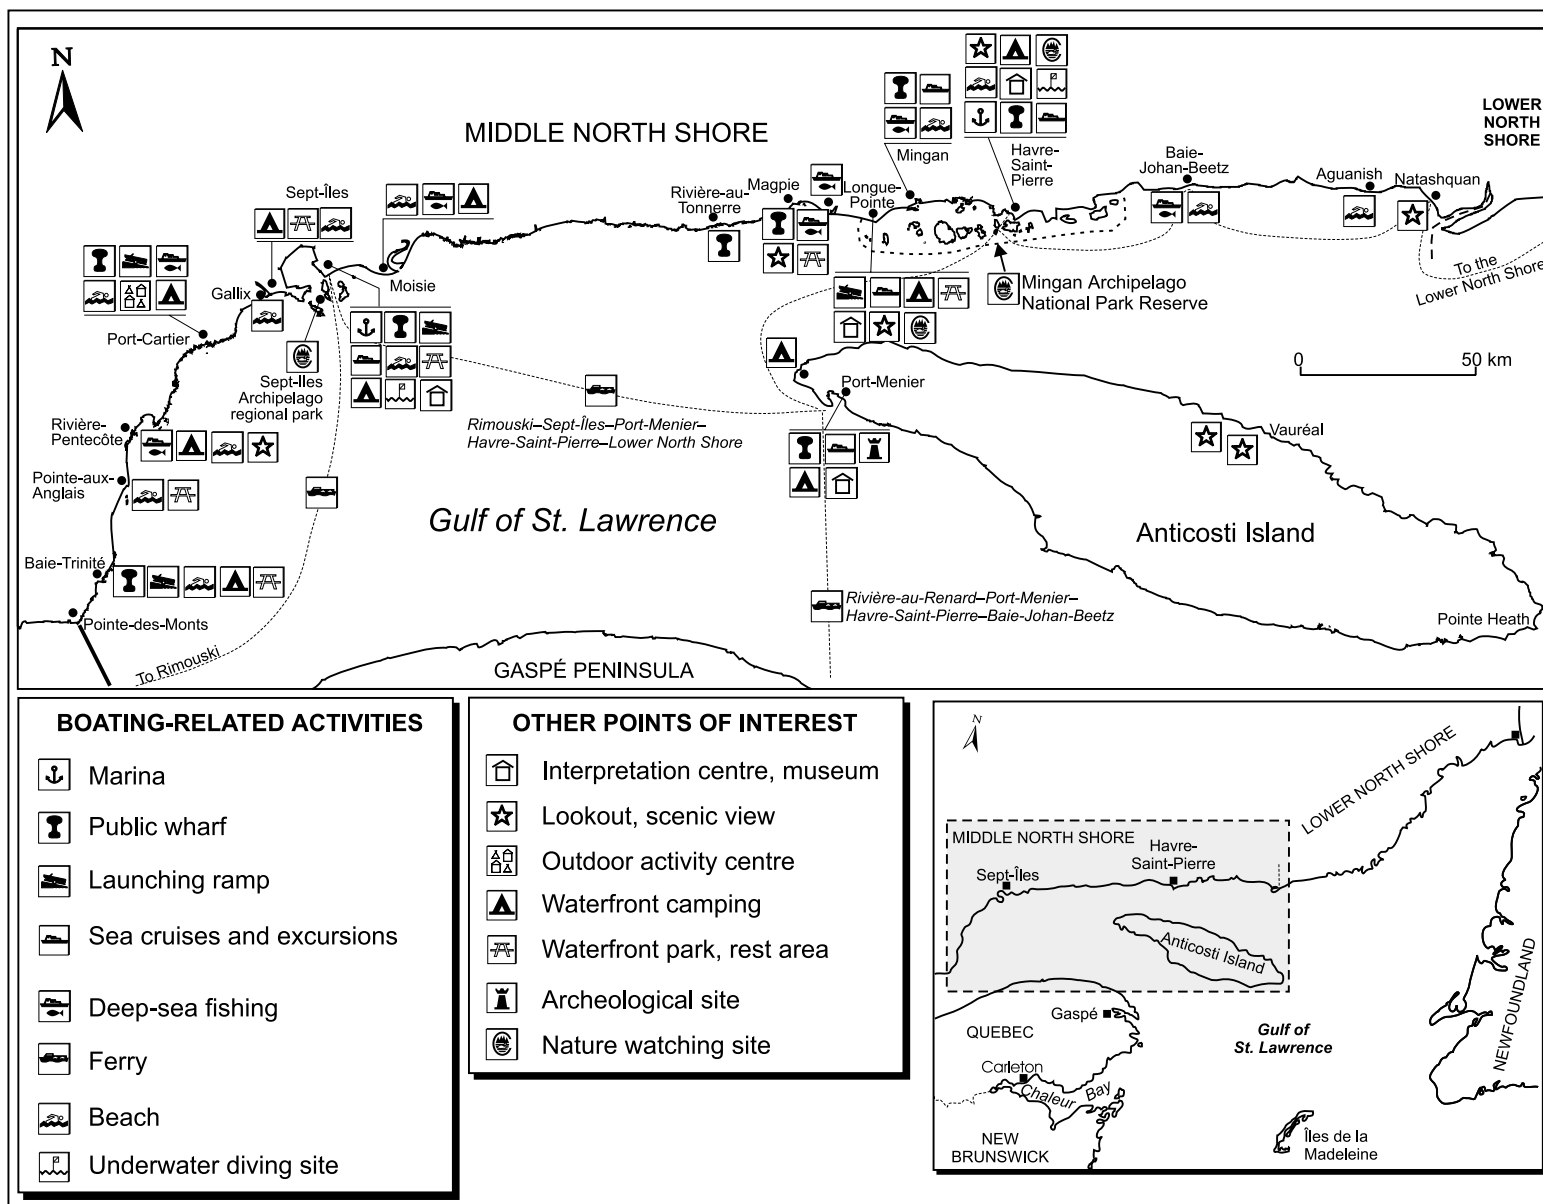 N
MIDDLE NORTH SHORE
LOWER
NORTH
SHORE
Mingan
Havre-
Saint-
Pierre
Baie-
Johan-Beetz
Aguanish
Natashquan
Sept-Îles
Rivière-au-
Tonnerre
Magpie
Longue-
Pointe
Moisie
Gallix
Port-Cartier
To the
Lower North Shore
Mingan Archipelago
National Park Reserve
0
50 km
Sept-Iles
Archipelago
regional park
Port-Menier
Rimouski–Sept-Îles–Port-Menier–
Havre-Saint-Pierre–Lower North Shore
Rivière-
Pentecôte
Vauréal
Pointe-aux-
Anglais
Gulf of St. Lawrence
Anticosti Island
Baie-Trinité
Rivière-au-Renard–Port-Menier–
Havre-Saint-Pierre–Baie-Johan-Beetz
Pointe Heath
Pointe-des-Monts
To Rimouski
GASPÉ PENINSULA
BOATING-RELATED ACTIVITIES
Marina
Public wharf
Launching ramp
Sea cruises and excursions
Deep-sea fishing
Ferry
Beach
Underwater diving site
OTHER POINTS OF INTEREST
Interpretation centre, museum
Lookout, scenic view
Outdoor activity centre
Waterfront camping
Waterfront park, rest area
Archeological site
Nature watching site
N
LOWER NORTH SHORE
MIDDLE NORTH SHORE
Havre-
Saint-Pierre
Sept-Îles
Anticosti Island
Gaspé
QUEBEC
Gulf of
St. Lawrence
NEWFOUNDLAND
Carleton
Chaleur Bay
NEW
BRUNSWICK
Îles de la
Madeleine